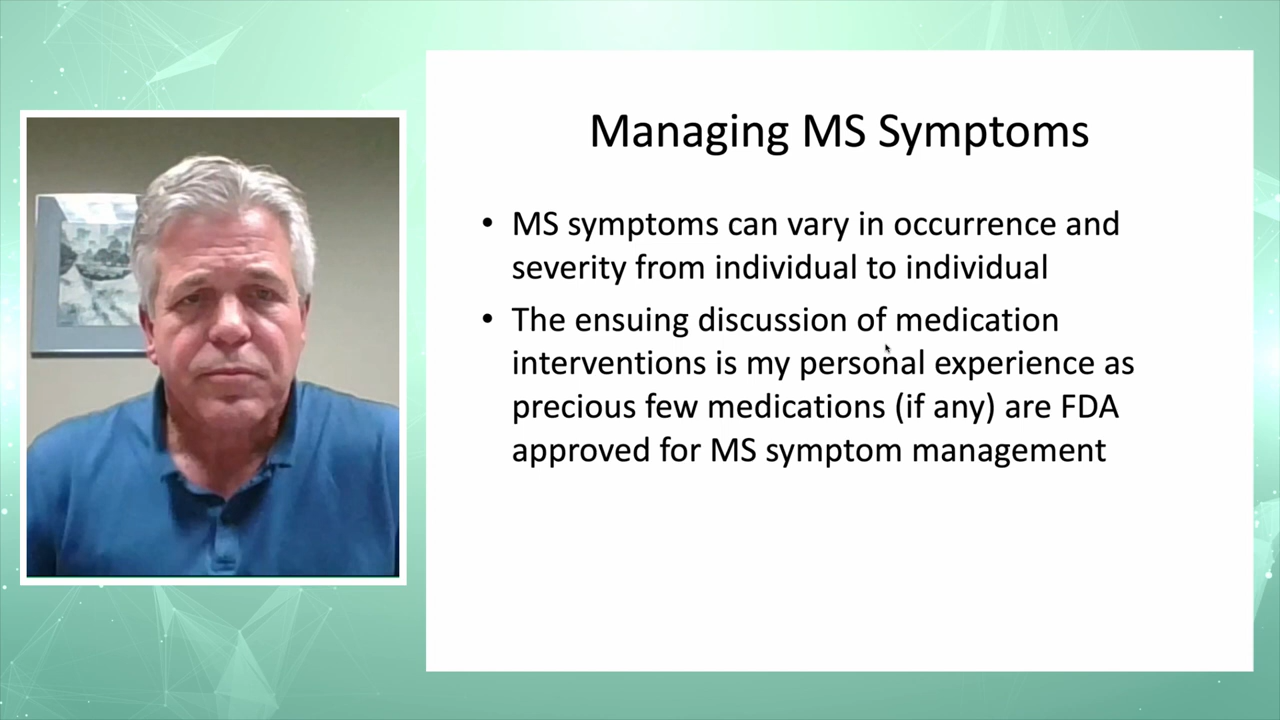 Managing MS Symptoms
• MS symptoms can vary in occurrence and
severity from individual to individual
• The ensuing discussion of medication
interventions is my personal experience as
precious few medications (if any) are FDA
approved for MS symptom management